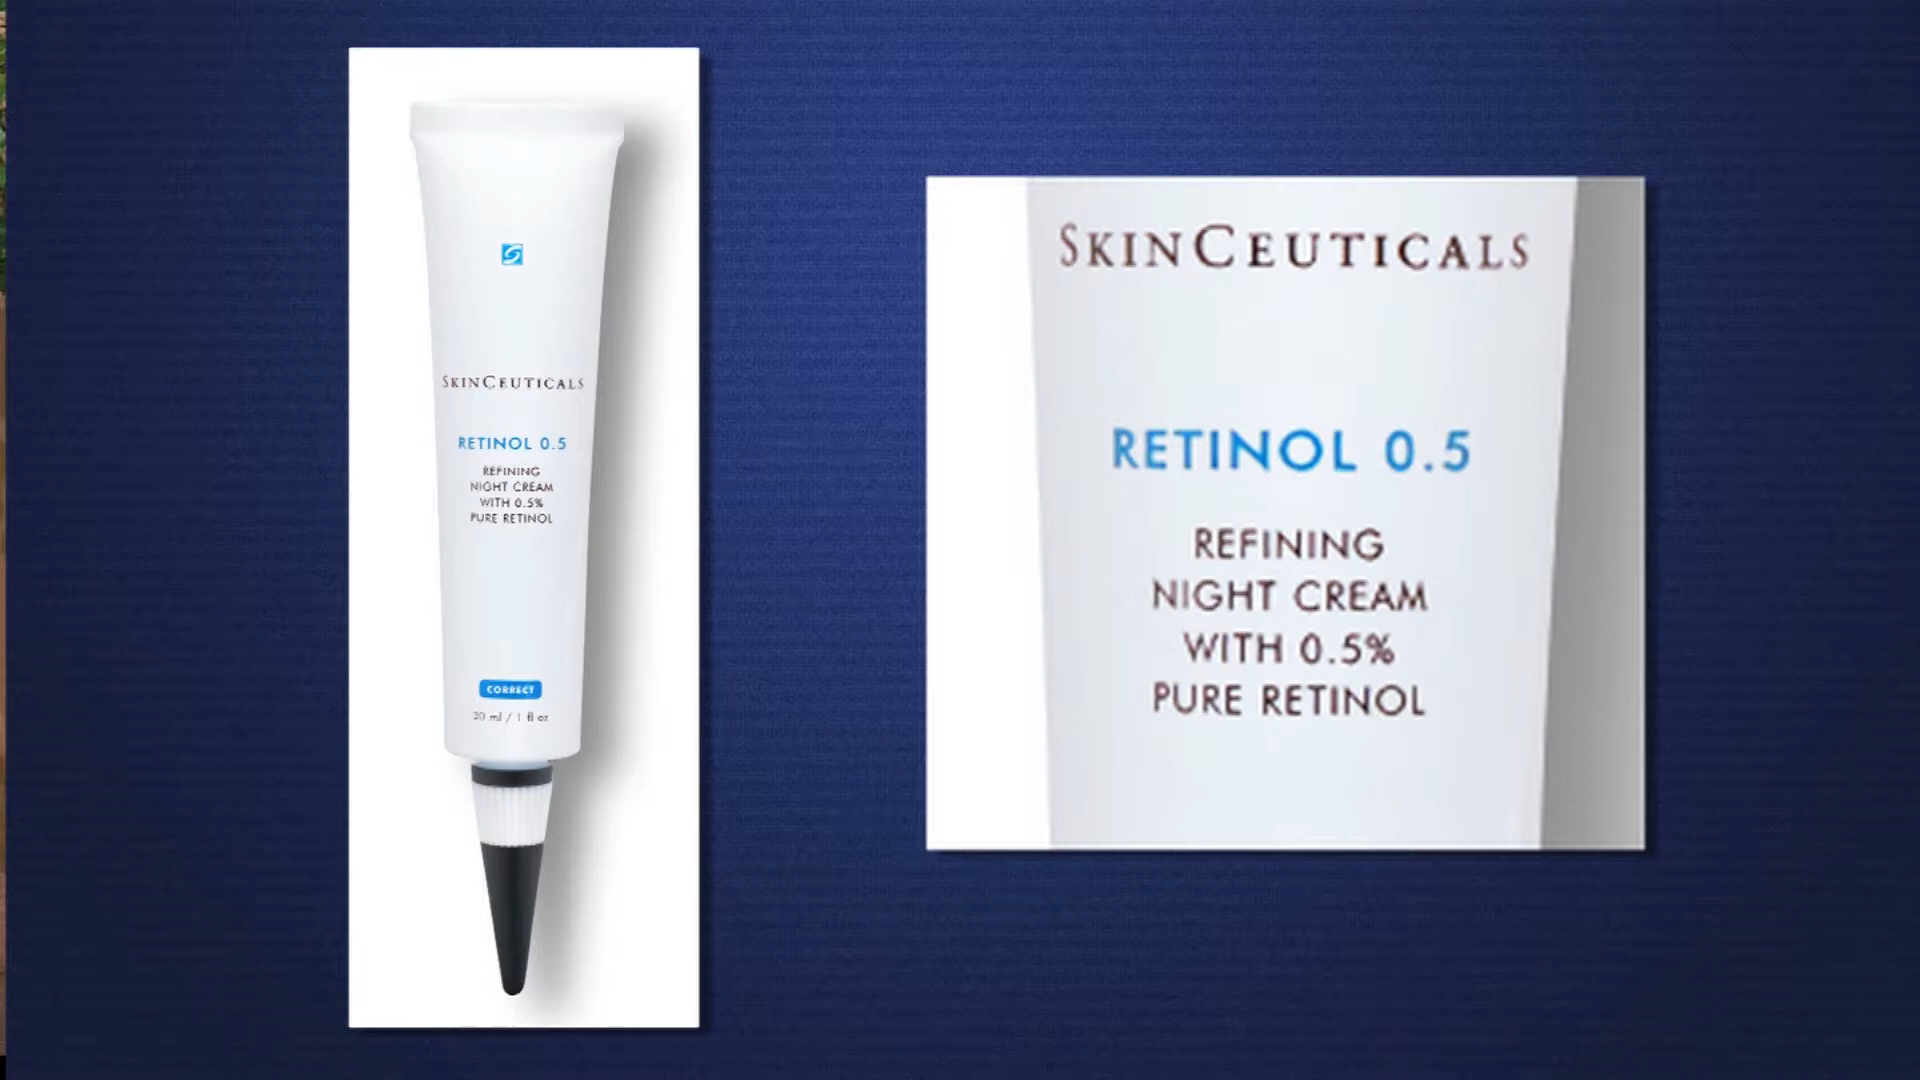 SKINCEUTICALS
RETINOL 0.5
REFINING
NIGHT CREAM
WITH 0.5%
PURE RETINOL
CORRECT
30 ml / 1 fl oz
SKINCEUTICALS
RETINOL 0.5
REFINING
NIGHT CREAM
WITH 0.5%
PURE RETINOL